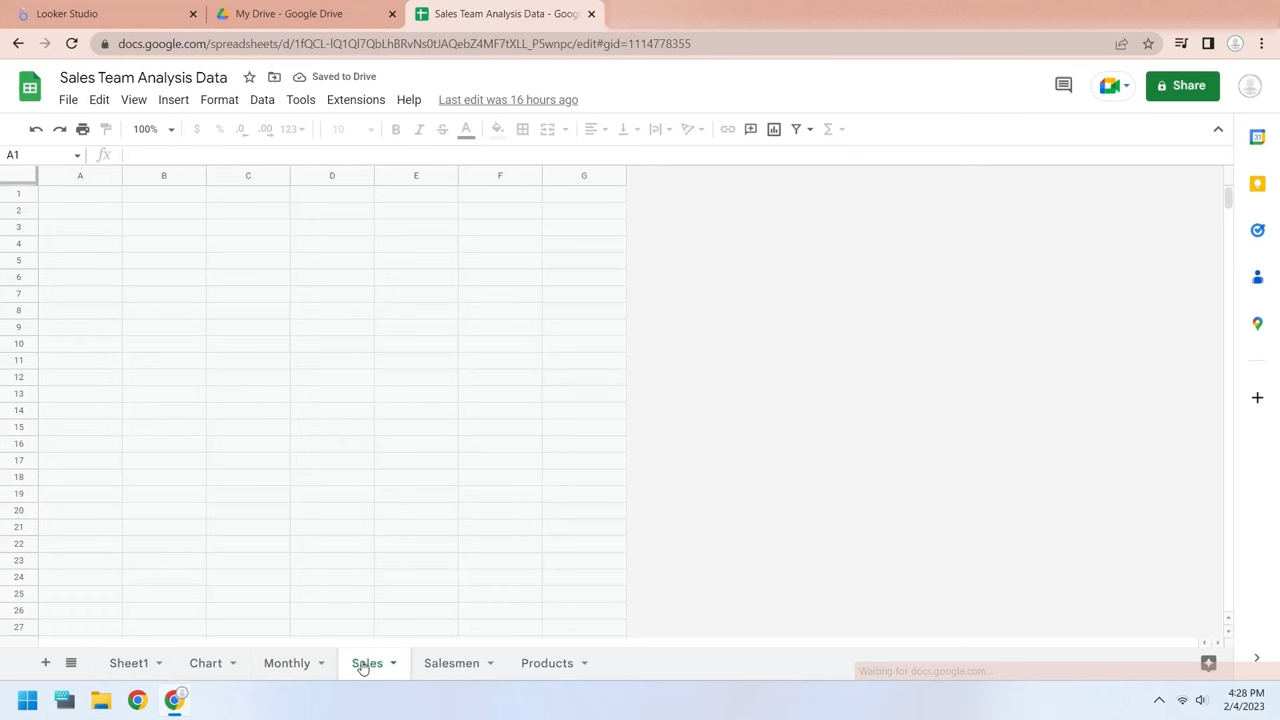 Looker Studio
My Drive - Google Drive
Sales Team Analysis Data - Goog
docs.google.com/spreadsheets/d/1fQCL-lQ1Ql7QbLhBRvNs0tJAQebZ4MF7tXLL_P5wnpc/edit#gid=1114778355
Sales Team Analysis Data
Saved to Drive
File Edit View Insert Format Data Tools Extensions Help Last edit was 16 hours ago
Share
100% $ % .0 .00 123 10 B I S A
A1 fx
A B C D E F G
1
2
3
4
5
6
7
8
9
10
11
12
13
14
15
16
17
18
19
20
21
22
23
24
25
26
27
Sheet1 Chart Monthly Sales Salesmen Products
Waiting for docs.google.com...
4:28 PM
2/4/2023